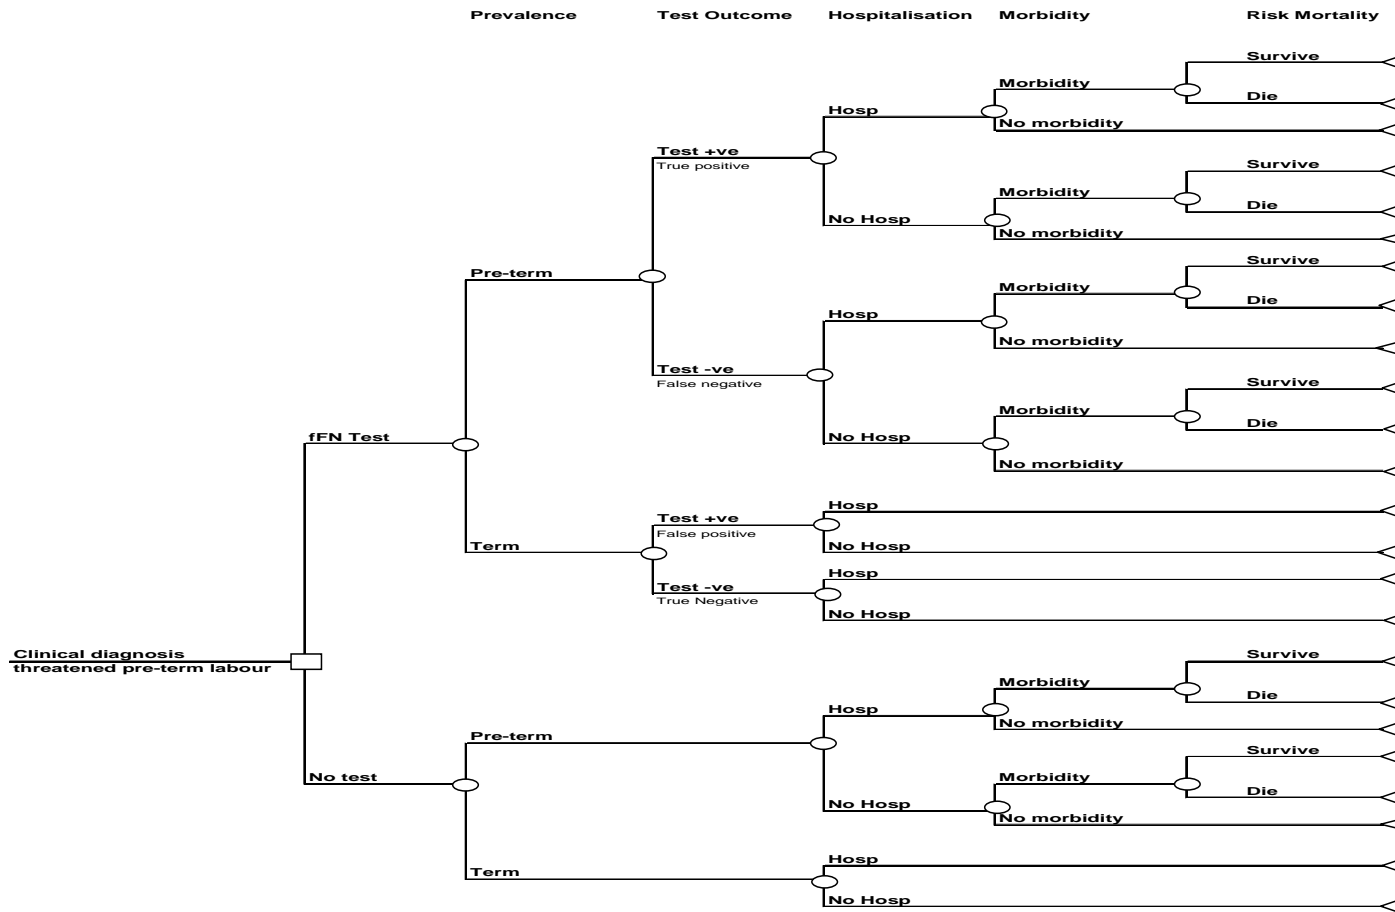 Prevalence Test Outcome Hospitalisation Morbidity Risk Mortality
Survive
Morbidity
Die
Hosp
No morbidity
Test +ve
True positive
Survive
Morbidity
Die
No Hosp
No morbidity
Pre-term
Survive
Morbidity
Die
Hosp
No morbidity
Test -ve
False negative
Survive
Morbidity
Die
No Hosp
No morbidity
fFN Test
Hosp
Test +ve
False positive
No Hosp
Term
Hosp
Test -ve
True Negative
No Hosp
Clinical diagnosis
threatened pre-term labour
Survive
Morbidity
Die
Hosp
No morbidity
Pre-term
Survive
Morbidity
Die
No Hosp
No morbidity
No test
Hosp
Term
No Hosp